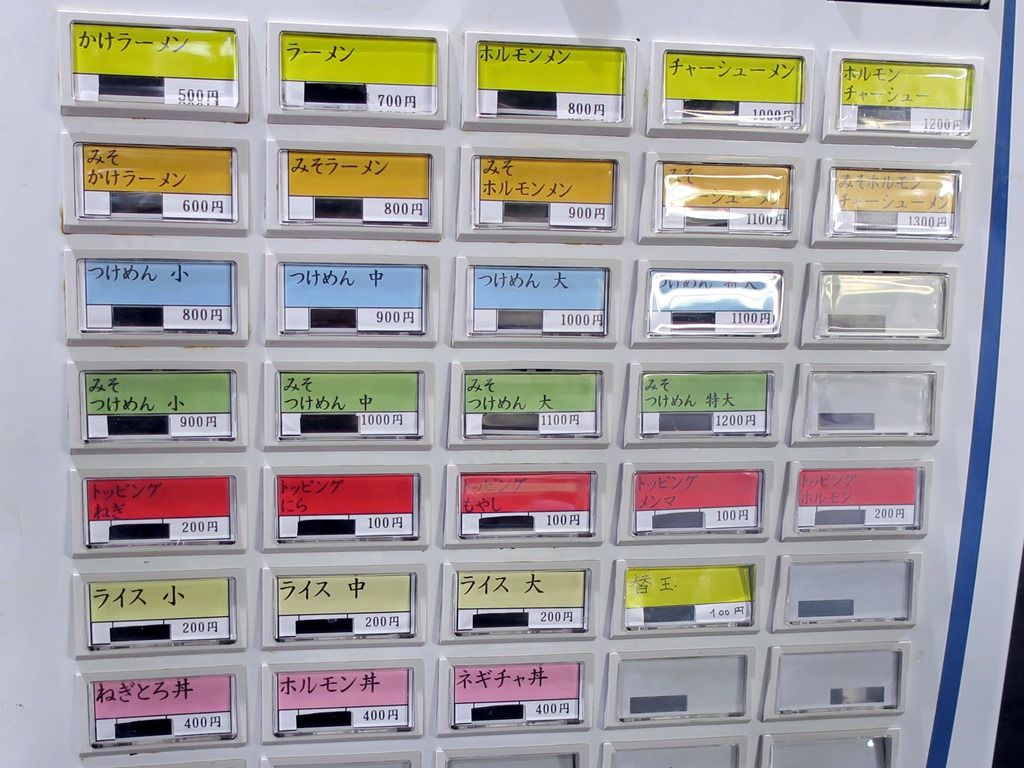 かけラーメン
500円
ラーメン
700円
ホルモンメン
800円
チャーシューメン
1000円
ホルモン
チャーシュー
1200円
みそ
かけラーメン
600円
みそラーメン
800円
みそ
ホルモンメン
900円
みそ
ーシューメン
1100円
みそホルモン
チャーシューメン
1300円
つけめん 小
800円
つけめん 中
900円
つけめん 大
1000円
つけめん 特大
1100円
みそ
つけめん 小
900円
みそ
つけめん 中
1000円
みそ
つけめん 大
1100円
みそ
つけめん 特大
1200円
トッピング
ねぎ
200円
トッピング
にら
100円
トッピング
もやし
100円
トッピング
メンマ
100円
トッピング
ホルモン
200円
ライス 小
200円
ライス 中
200円
ライス 大
200円
替玉
100円
ねぎとろ丼
400円
ホルモン丼
400円
ネギチャ丼
400円